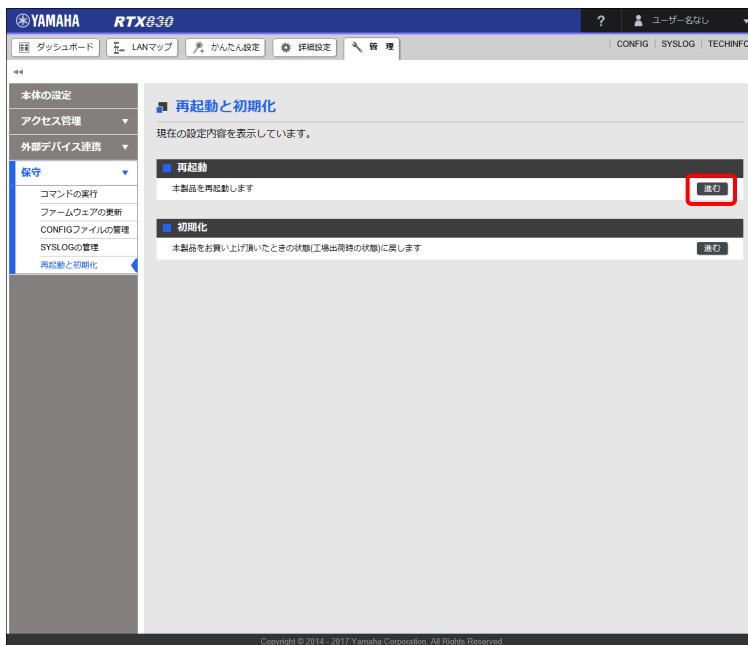 YAMAHA RTX830 ? ユーザー名なし
ダッシュボード LANマップ かんたん設定 詳細設定 管 理 CONFIG SYSLOG TECHINFO
本体の設定
アクセス管理
外部デバイス連携
保守
コマンドの実行
ファームウェアの更新
CONFIGファイルの管理
SYSLOGの管理
再起動と初期化
再起動と初期化
現在の設定内容を表示しています。
再起動
本製品を再起動します 進む
初期化
本製品をお買い上げ頂いたときの状態(工場出荷時の状態)に戻します 進む
Copyright © 2014 - 2017 Yamaha Corporation. All Rights Reserved.